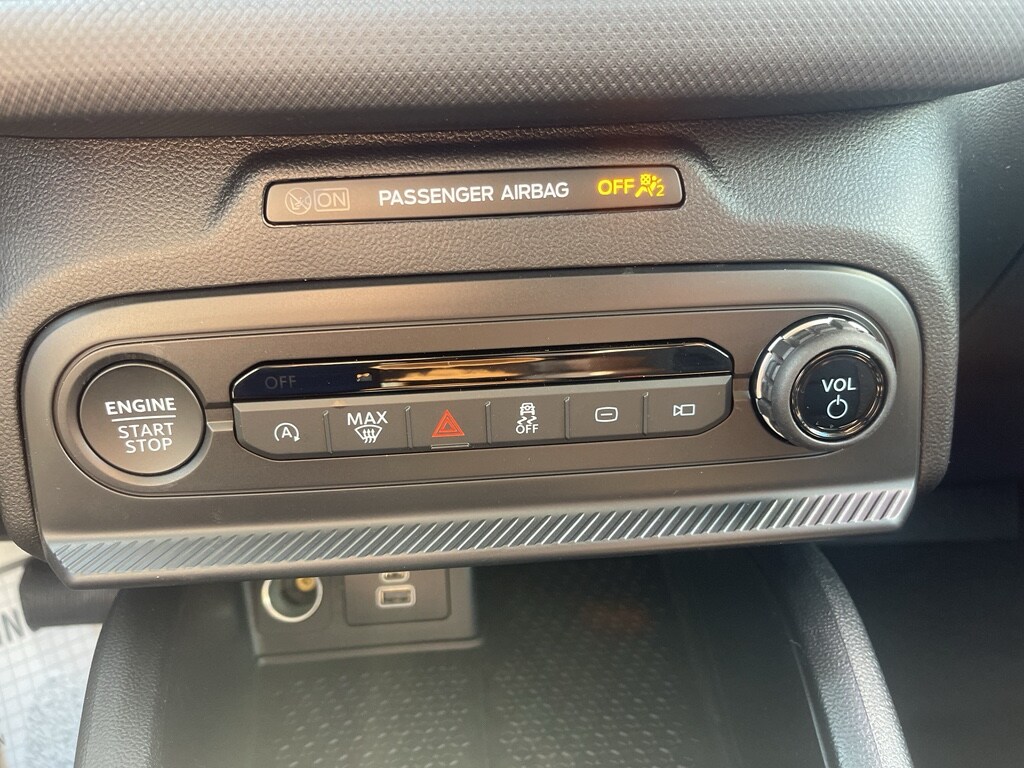 ON PASSENGER AIRBAG OFF 2
OFF
ENGINE
START
STOP
A
MAX
OFF
VOL